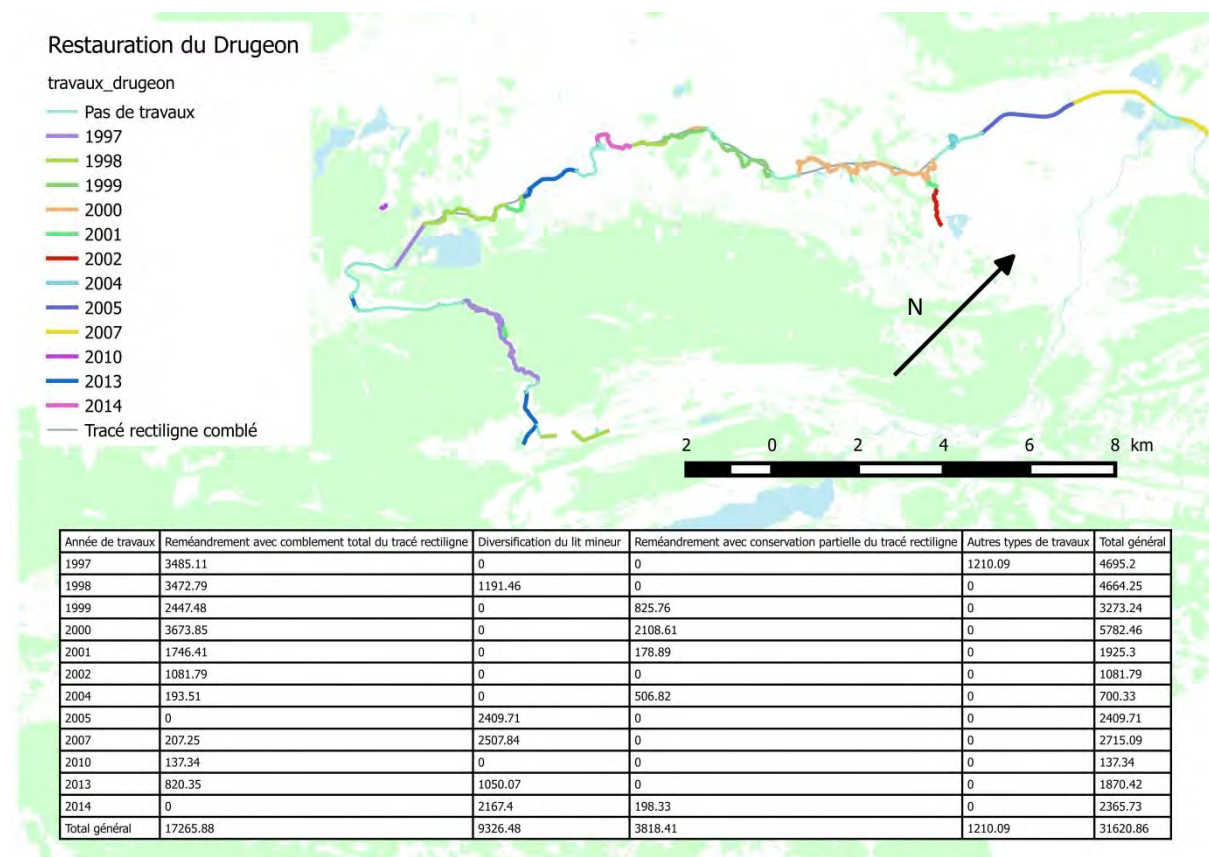 Restauration du Drugeon
travaux_drugeon
Pas de travaux
1997
1998
1999
2000
2001
2002
2004
2005
2007
2010
2013
2014
Tracé rectiligne comblé
N
2 0 2 4 6 8 km
Année de travaux Reméandrement avec comblement total du tracé rectiligne Diversification du lit mineur Reméandrement avec conservation partielle du tracé rectiligne Autres types de travaux Total général
1997 3485.11 0 0 1210.09 4695.2
1998 3472.79 1191.46 0 0 4664.25
1999 2447.48 0 825.76 0 3273.24
2000 3673.85 0 2108.61 0 5782.46
2001 1746.41 0 178.89 0 1925.3
2002 1081.79 0 0 0 1081.79
2004 193.51 0 506.82 0 700.33
2005 0 2409.71 0 0 2409.71
2007 207.25 2507.84 0 0 2715.09
2010 137.34 0 0 0 137.34
2013 820.35 1050.07 0 0 1870.42
2014 0 2167.4 198.33 0 2365.73
Total général 17265.88 9326.48 3818.41 1210.09 31620.86